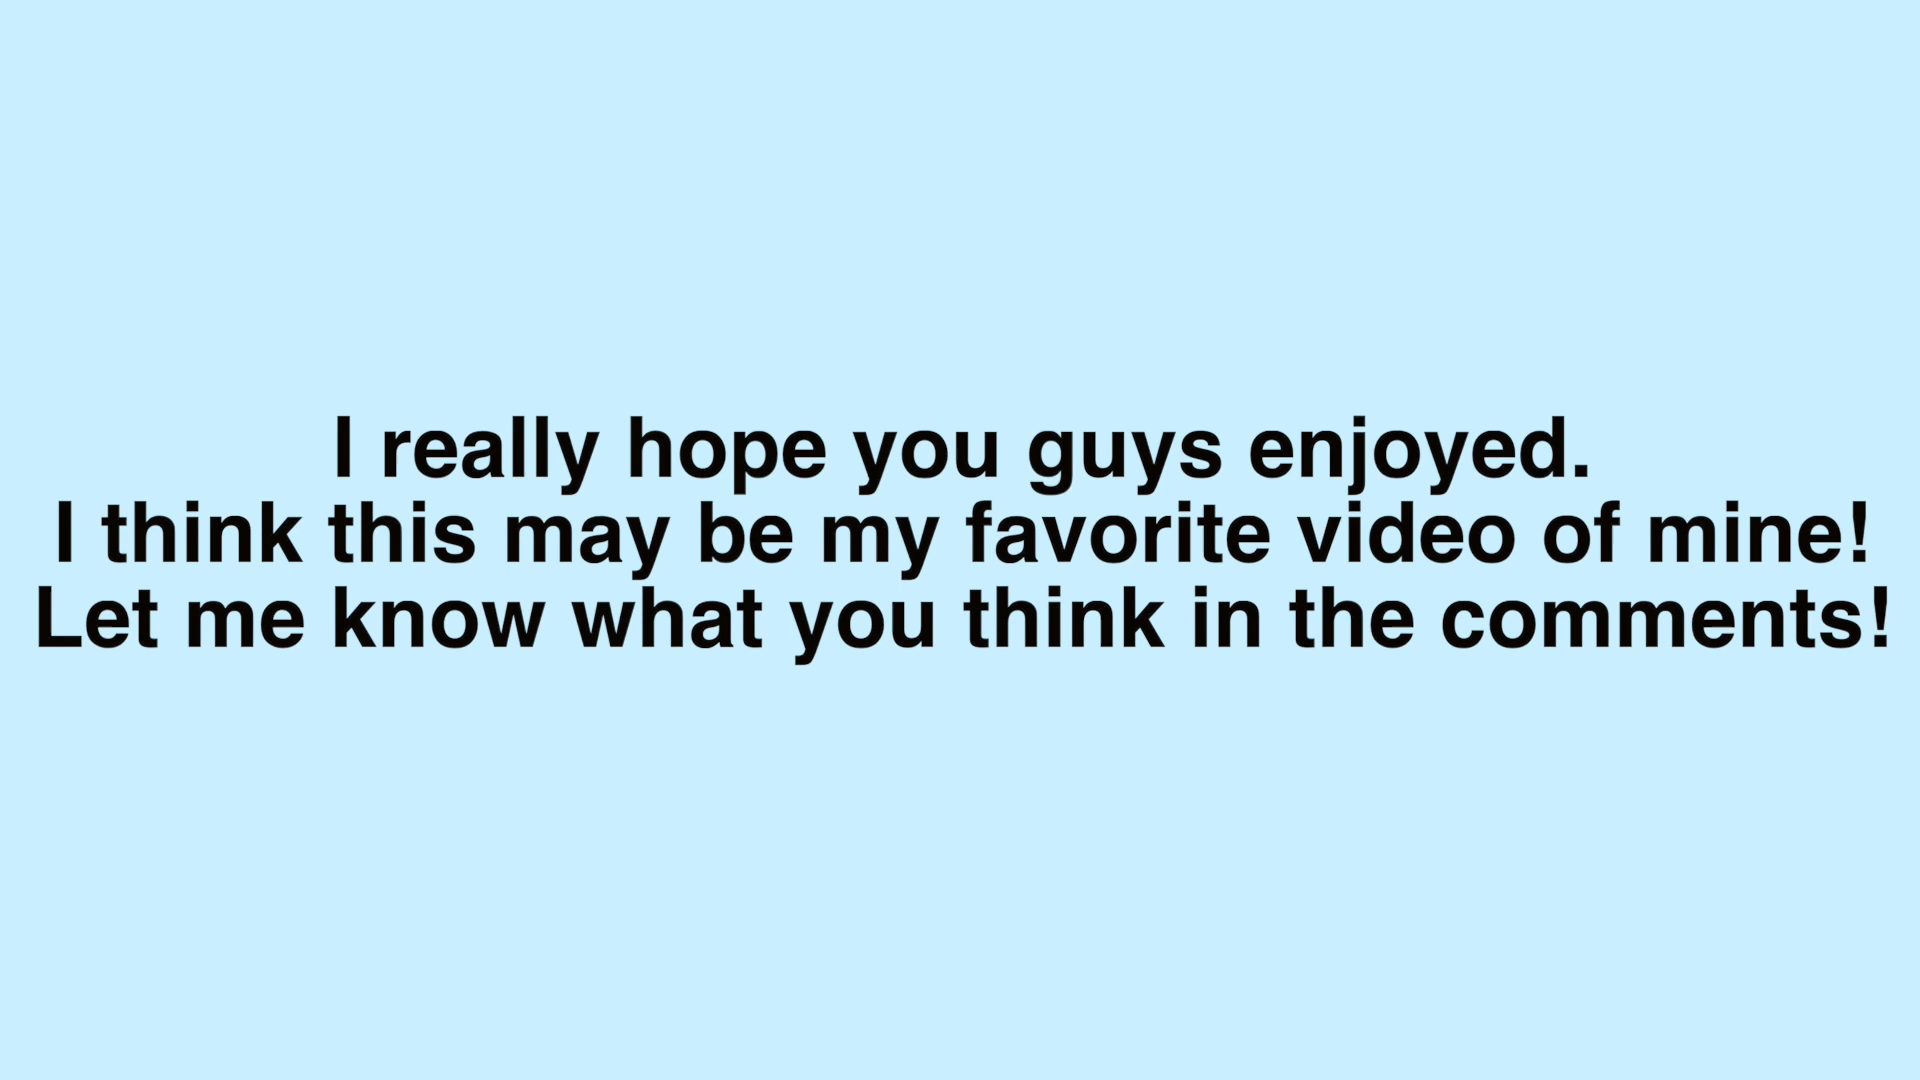 I really hope you guys enjoyed.
I think this may be my favorite video of mine!
Let me know what you think in the comments!